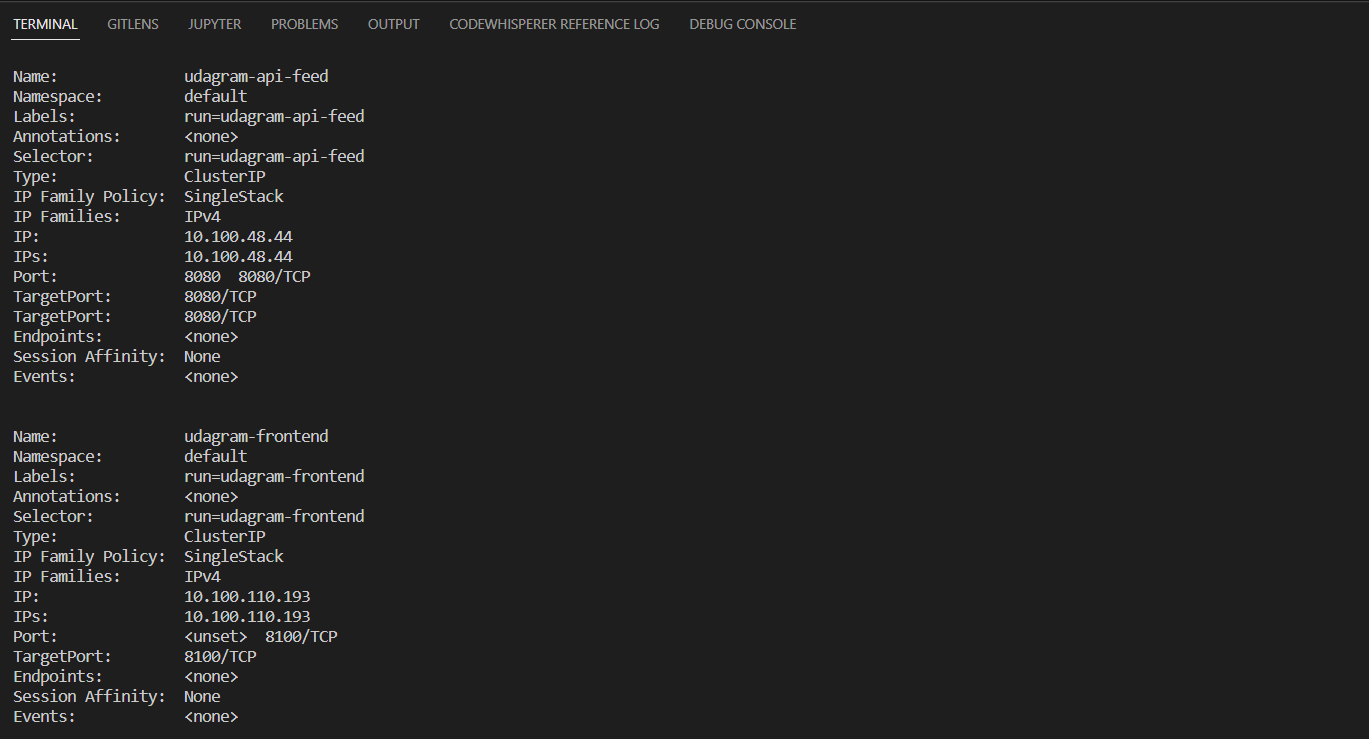 TERMINAL GITLENS JUPYTER PROBLEMS OUTPUT CODEWHISPERER REFERENCE LOG DEBUG CONSOLE
Name: udagram-api-feed
Namespace: default
Labels: run=udagram-api-feed
Annotations: <none>
Selector: run=udagram-api-feed
Type: ClusterIP
IP Family Policy: SingleStack
IP Families: IPv4
IP: 10.100.48.44
IPs: 10.100.48.44
Port: 8080 8080/TCP
TargetPort: 8080/TCP
TargetPort: 8080/TCP
Endpoints: <none>
Session Affinity: None
Events: <none>
Name: udagram-frontend
Namespace: default
Labels: run=udagram-frontend
Annotations: <none>
Selector: run=udagram-frontend
Type: ClusterIP
IP Family Policy: SingleStack
IP Families: IPv4
IP: 10.100.110.193
IPs: 10.100.110.193
Port: <unset> 8100/TCP
TargetPort: 8100/TCP
Endpoints: <none>
Session Affinity: None
Events: <none>